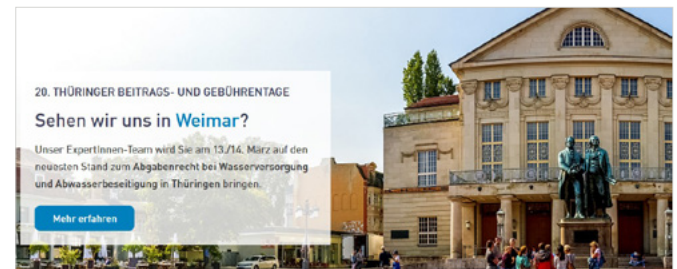 20. THÜRINGER BEITRAGS- UND GEBÜHRENTAGE
Sehen wir uns in Weimar?
Unser ExpertInnen-Team wird Sie am 13./14. März auf den
neuesten Stand zum Abgabenrecht bei Wasserversorgung
und Abwasserbeseitigung in Thüringen bringen.
Mehr erfahren